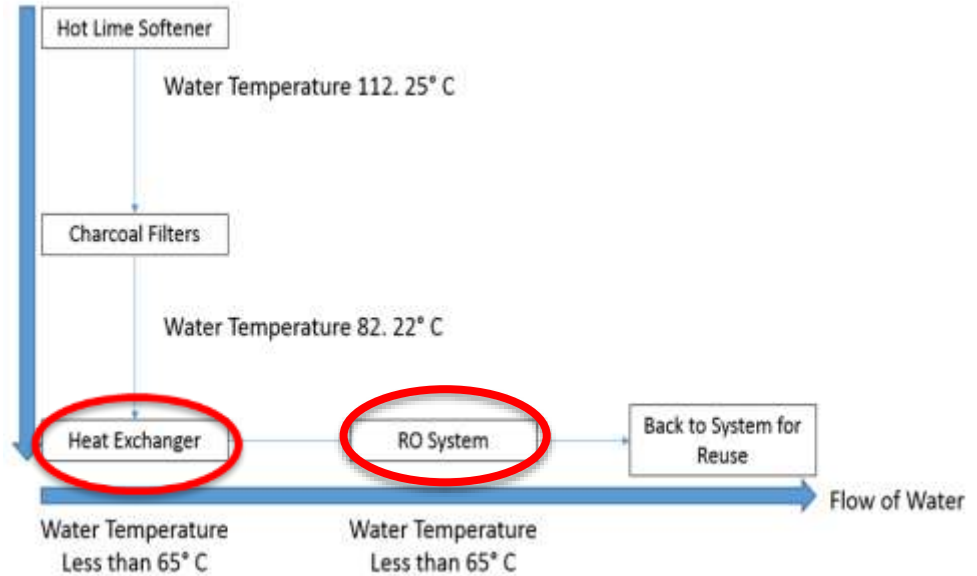 Hot Lime Softener
Water Temperature 112. 25° C
Charcoal Filters
Water Temperature 82. 22° C
Heat Exchanger
RO System
Back to System for
Reuse
Flow of Water
Water Temperature
Less than 65° C
Water Temperature
Less than 65° C